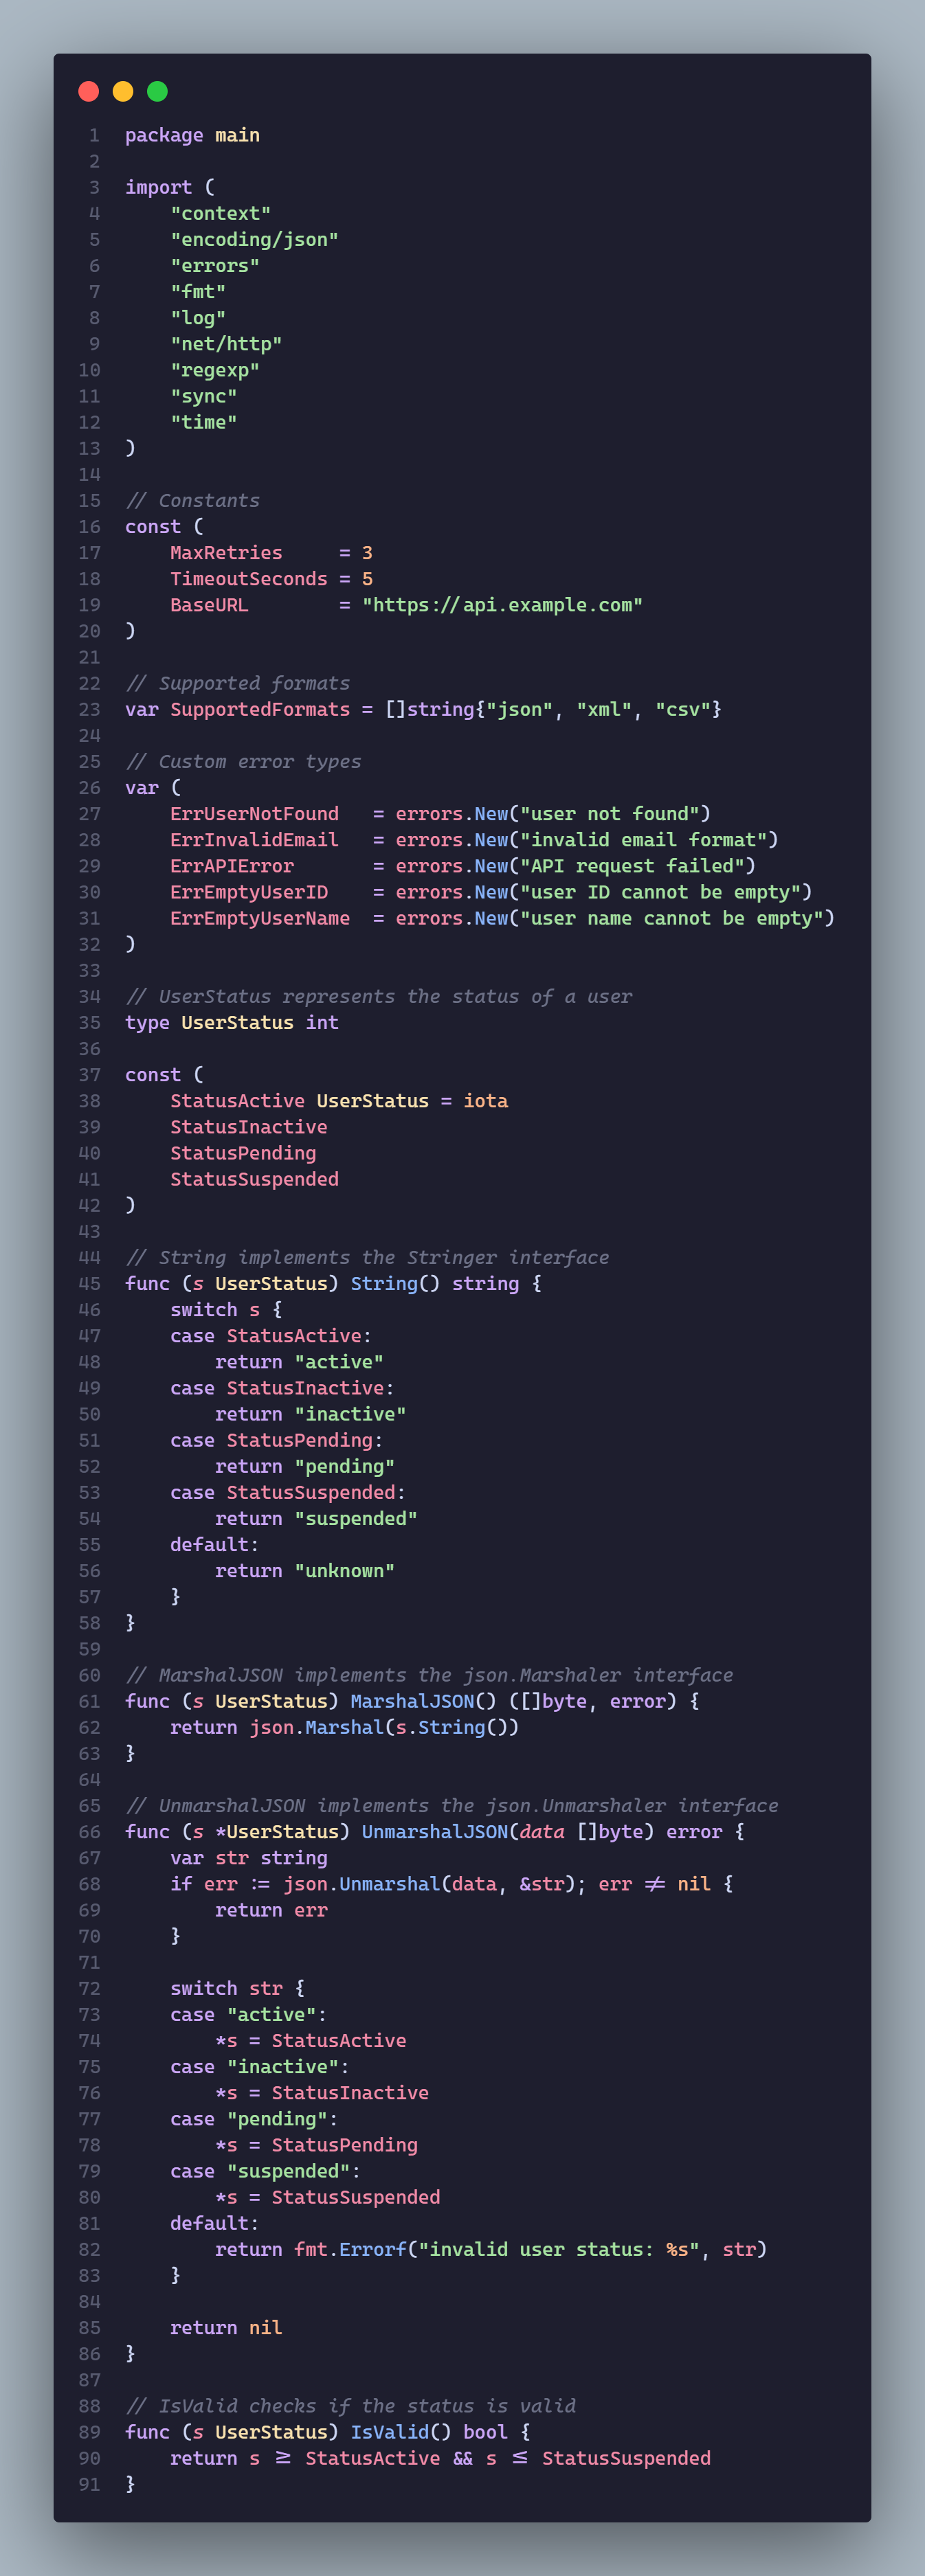 1 package main
2
3 import (
4     "context"
5     "encoding/json"
6     "errors"
7     "fmt"
8     "log"
9     "net/http"
10     "regexp"
11     "sync"
12     "time"
13 )
14
15 // Constants
16 const (
17     MaxRetries     = 3
18     TimeoutSeconds = 5
19     BaseURL        = "https://api.example.com"
20 )
21
22 // Supported formats
23 var SupportedFormats = []string{"json", "xml", "csv"}
24
25 // Custom error types
26 var (
27     ErrUserNotFound   = errors.New("user not found")
28     ErrInvalidEmail   = errors.New("invalid email format")
29     ErrAPIError       = errors.New("API request failed")
30     ErrEmptyUserID    = errors.New("user ID cannot be empty")
31     ErrEmptyUserName  = errors.New("user name cannot be empty")
32 )
33
34 // UserStatus represents the status of a user
35 type UserStatus int
36
37 const (
38     StatusActive UserStatus = iota
39     StatusInactive
40     StatusPending
41     StatusSuspended
42 )
43
44 // String implements the Stringer interface
45 func (s UserStatus) String() string {
46     switch s {
47     case StatusActive:
48         return "active"
49     case StatusInactive:
50         return "inactive"
51     case StatusPending:
52         return "pending"
53     case StatusSuspended:
54         return "suspended"
55     default:
56         return "unknown"
57     }
58 }
59
60 // MarshalJSON implements the json.Marshaler interface
61 func (s UserStatus) MarshalJSON() ([]byte, error) {
62     return json.Marshal(s.String())
63 }
64
65 // UnmarshalJSON implements the json.Unmarshaler interface
66 func (s *UserStatus) UnmarshalJSON(data []byte) error {
67     var str string
68     if err := json.Unmarshal(data, &str); err != nil {
69         return err
70     }
71
72     switch str {
73     case "active":
74         *s = StatusActive
75     case "inactive":
76         *s = StatusInactive
77     case "pending":
78         *s = StatusPending
79     case "suspended":
80         *s = StatusSuspended
81     default:
82         return fmt.Errorf("invalid user status: %s", str)
83     }
84
85     return nil
86 }
87
88 // IsValid checks if the status is valid
89 func (s UserStatus) IsValid() bool {
90     return s >= StatusActive && s <= StatusSuspended
91 }